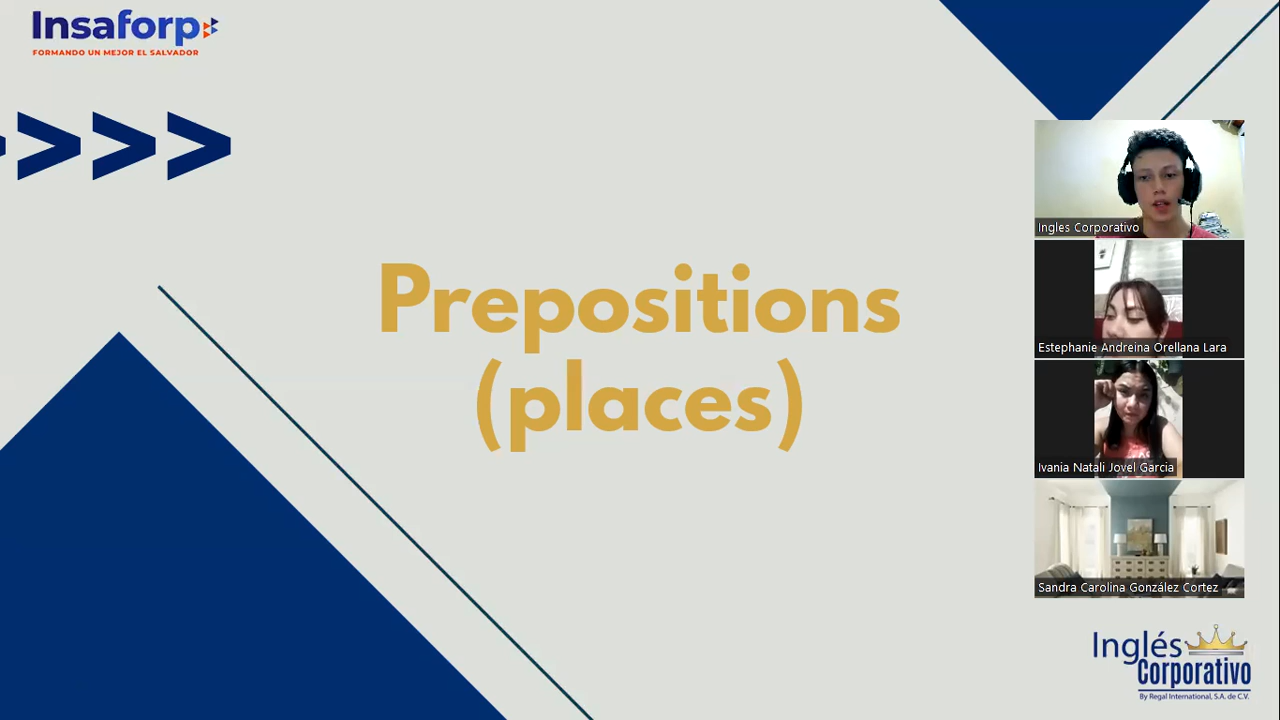 Insaforp
FORMANDO UN MEJOR EL SALVADOR
>>>
Prepositions
(places)
Ingles Corporativo
Estephanie Andreina Orellana Lara
Ivania Natali Jovel Garcia
Sandra Carolina González Cortez
Inglés
Corporativo
By Regal International, S.A. de C.V.